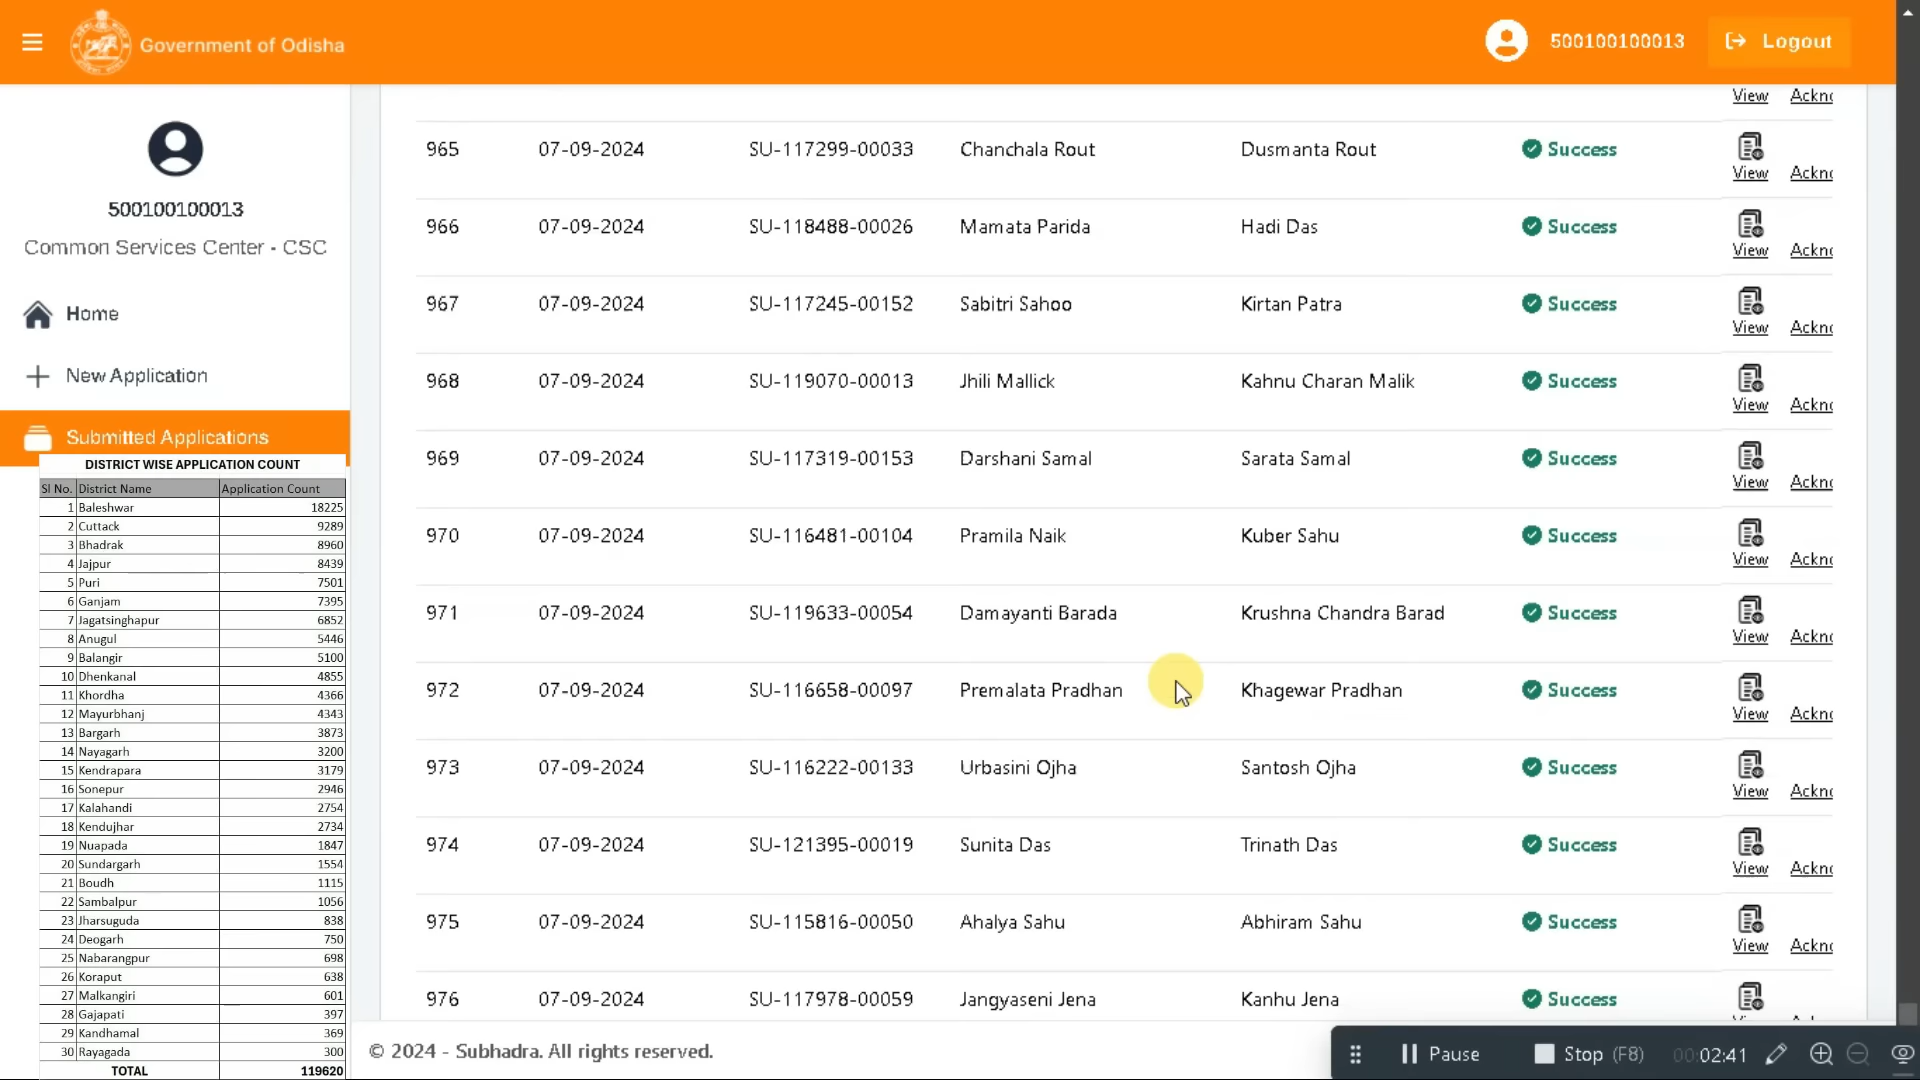 Government of Odisha
500100100013
Logout
500100100013
Common Services Center - CSC
Home
New Application
Submitted Applications
DISTRICT WISE APPLICATION COUNT
Sl No. District Name Application Count
1 Baleshwar 18225
2 Cuttack 9289
3 Bhadrak 8960
4 Jajpur 8439
5 Puri 7501
6 Ganjam 7395
7 Jagatsinghapur 6852
8 Anugul 5446
9 Balangir 5100
10 Dhenkanal 4855
11 Khordha 4366
12 Mayurbhanj 4343
13 Bargarh 3873
14 Nayagarh 3200
15 Kendrapara 3179
16 Sonepur 2946
17 Kalahandi 2754
18 Kendujhar 2734
19 Nuapada 1847
20 Sundargarh 1554
21 Boudh 1115
22 Sambalpur 1056
23 Jharsuguda 838
24 Deogarh 750
25 Nabarangpur 698
26 Koraput 638
27 Malkangiri 601
28 Gajapati 397
29 Kandhamal 369
30 Rayagada 300
TOTAL 119620
View Ackno
965 07-09-2024 SU-117299-00033 Chanchala Rout Dusmanta Rout Success
View Ackno
966 07-09-2024 SU-118488-00026 Mamata Parida Hadi Das Success
View Ackno
967 07-09-2024 SU-117245-00152 Sabitri Sahoo Kirtan Patra Success
View Ackno
968 07-09-2024 SU-119070-00013 Jhili Mallick Kahnu Charan Malik Success
View Ackno
969 07-09-2024 SU-117319-00153 Darshani Samal Sarata Samal Success
View Ackno
970 07-09-2024 SU-116481-00104 Pramila Naik Kuber Sahu Success
View Ackno
971 07-09-2024 SU-119633-00054 Damayanti Barada Krushna Chandra Barad Success
View Ackno
972 07-09-2024 SU-116658-00097 Premalata Pradhan Khagewar Pradhan Success
View Ackno
973 07-09-2024 SU-116222-00133 Urbasini Ojha Santosh Ojha Success
View Ackno
974 07-09-2024 SU-121395-00019 Sunita Das Trinath Das Success
View Ackno
975 07-09-2024 SU-115816-00050 Ahalya Sahu Abhiram Sahu Success
View Ackno
976 07-09-2024 SU-117978-00059 Jangyaseni Jena Kanhu Jena Success
© 2024 - Subhadra. All rights reserved.
Pause Stop (F8) 00:02:41